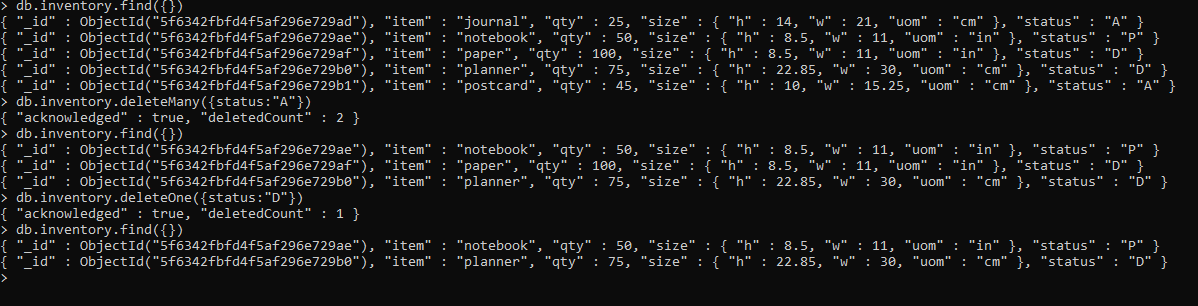 > db.inventory.find({})
{ "_id" : ObjectId("5f6342fbfd4f5af296e729ad"), "item" : "journal", "qty" : 25, "size" : { "h" : 14, "w" : 21, "uom" : "cm" }, "status" : "A" }
{ "_id" : ObjectId("5f6342fbfd4f5af296e729ae"), "item" : "notebook", "qty" : 50, "size" : { "h" : 8.5, "w" : 11, "uom" : "in" }, "status" : "P" }
{ "_id" : ObjectId("5f6342fbfd4f5af296e729af"), "item" : "paper", "qty" : 100, "size" : { "h" : 8.5, "w" : 11, "uom" : "in" }, "status" : "D" }
{ "_id" : ObjectId("5f6342fbfd4f5af296e729b0"), "item" : "planner", "qty" : 75, "size" : { "h" : 22.85, "w" : 30, "uom" : "cm" }, "status" : "D" }
{ "_id" : ObjectId("5f6342fbfd4f5af296e729b1"), "item" : "postcard", "qty" : 45, "size" : { "h" : 10, "w" : 15.25, "uom" : "cm" }, "status" : "A" }
> db.inventory.deleteMany({status:"A"})
{ "acknowledged" : true, "deletedCount" : 2 }
> db.inventory.find({})
{ "_id" : ObjectId("5f6342fbfd4f5af296e729ae"), "item" : "notebook", "qty" : 50, "size" : { "h" : 8.5, "w" : 11, "uom" : "in" }, "status" : "P" }
{ "_id" : ObjectId("5f6342fbfd4f5af296e729af"), "item" : "paper", "qty" : 100, "size" : { "h" : 8.5, "w" : 11, "uom" : "in" }, "status" : "D" }
{ "_id" : ObjectId("5f6342fbfd4f5af296e729b0"), "item" : "planner", "qty" : 75, "size" : { "h" : 22.85, "w" : 30, "uom" : "cm" }, "status" : "D" }
> db.inventory.deleteOne({status:"D"})
{ "acknowledged" : true, "deletedCount" : 1 }
> db.inventory.find({})
{ "_id" : ObjectId("5f6342fbfd4f5af296e729ae"), "item" : "notebook", "qty" : 50, "size" : { "h" : 8.5, "w" : 11, "uom" : "in" }, "status" : "P" }
{ "_id" : ObjectId("5f6342fbfd4f5af296e729b0"), "item" : "planner", "qty" : 75, "size" : { "h" : 22.85, "w" : 30, "uom" : "cm" }, "status" : "D" }
>